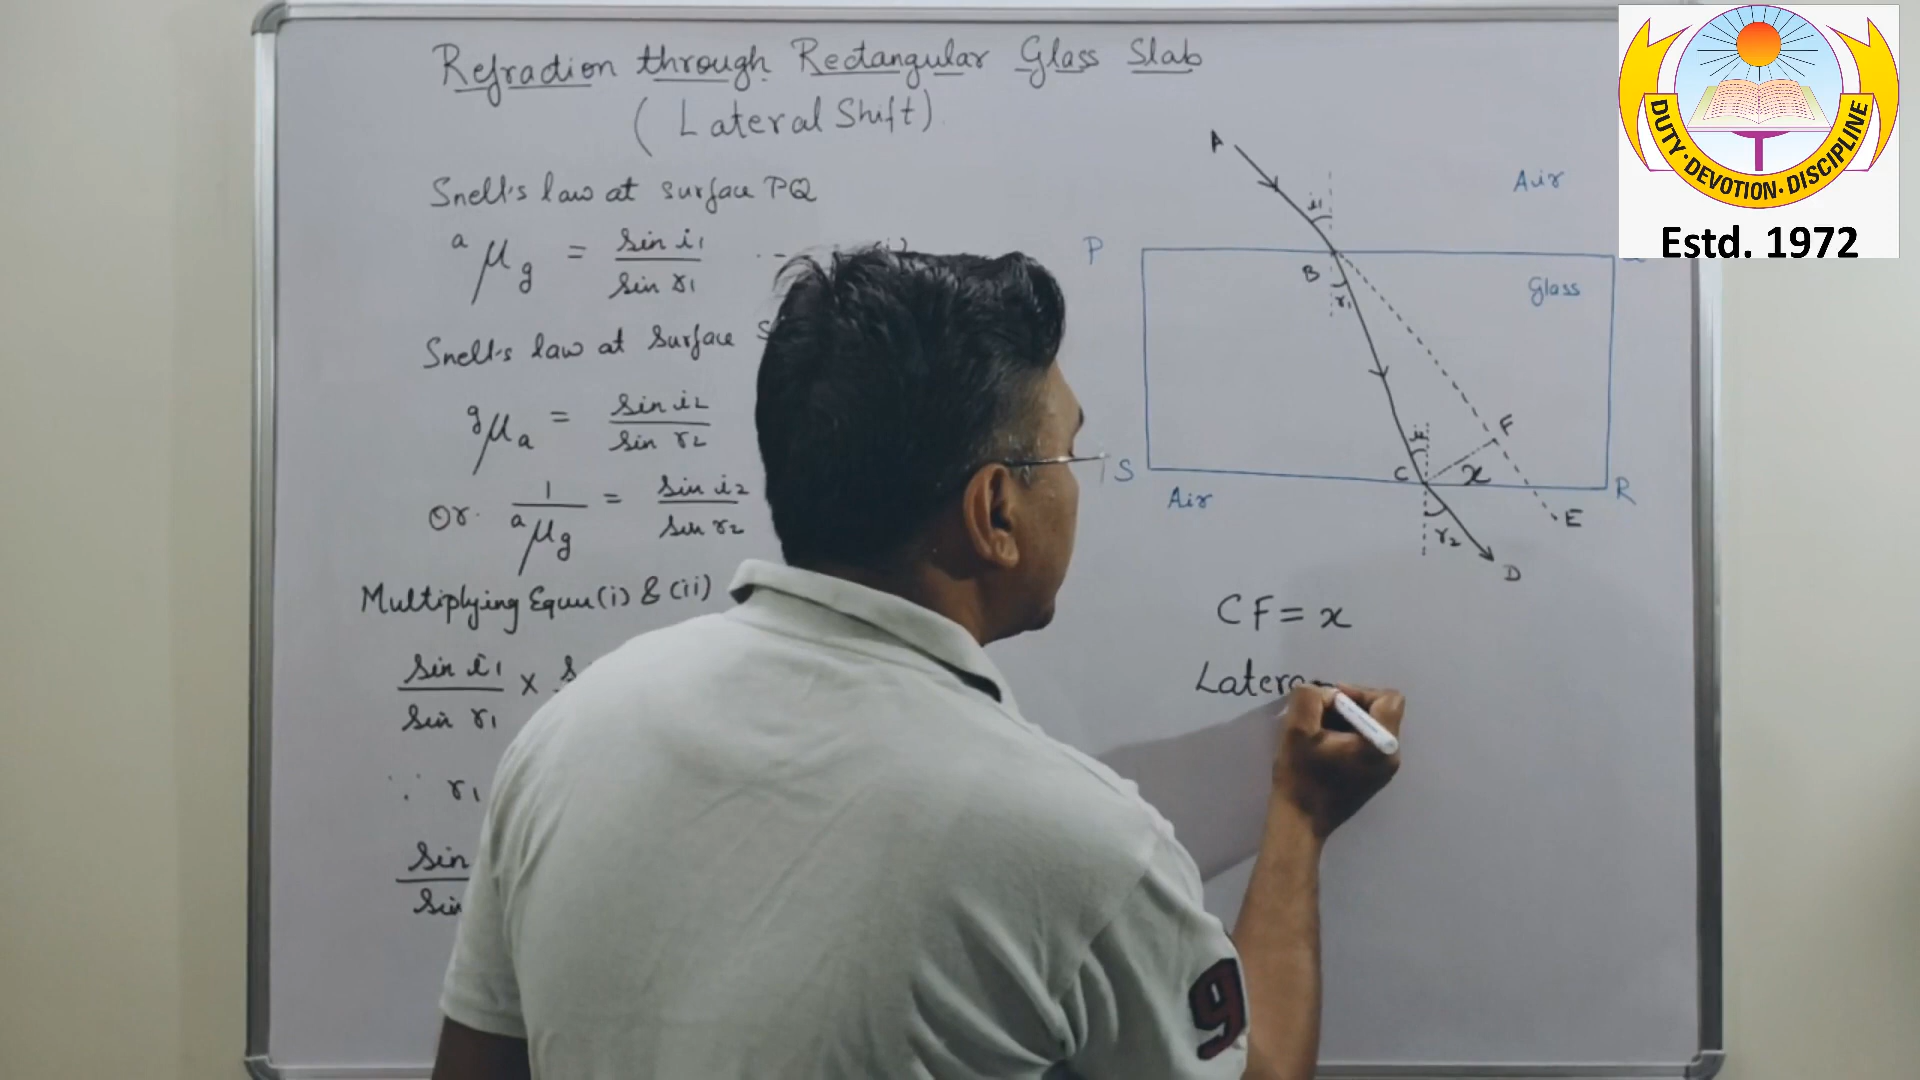 Refraction through Rectangular Glass Slab
(Lateral Shift)
Snell's law at surface PQ
ᵃμg = sin i₁ / sin r₁ (i)
Snell's law at surface S
ᵍμa = sin i₂ / sin r₂
Or 1 / ᵃμg = sin i₂ / sin r₂
Multiplying Equn (i) & (ii)
sin i₁ / sin r₁ ×
∵ r₁
sin
sin
A
i₁
Air
P
B
r₁
Glass
F
x
C
S
R
Air
E
r₂
D
CF = x
Latera
DUTY · DEVOTION · DISCIPLINE
Estd. 1972
9